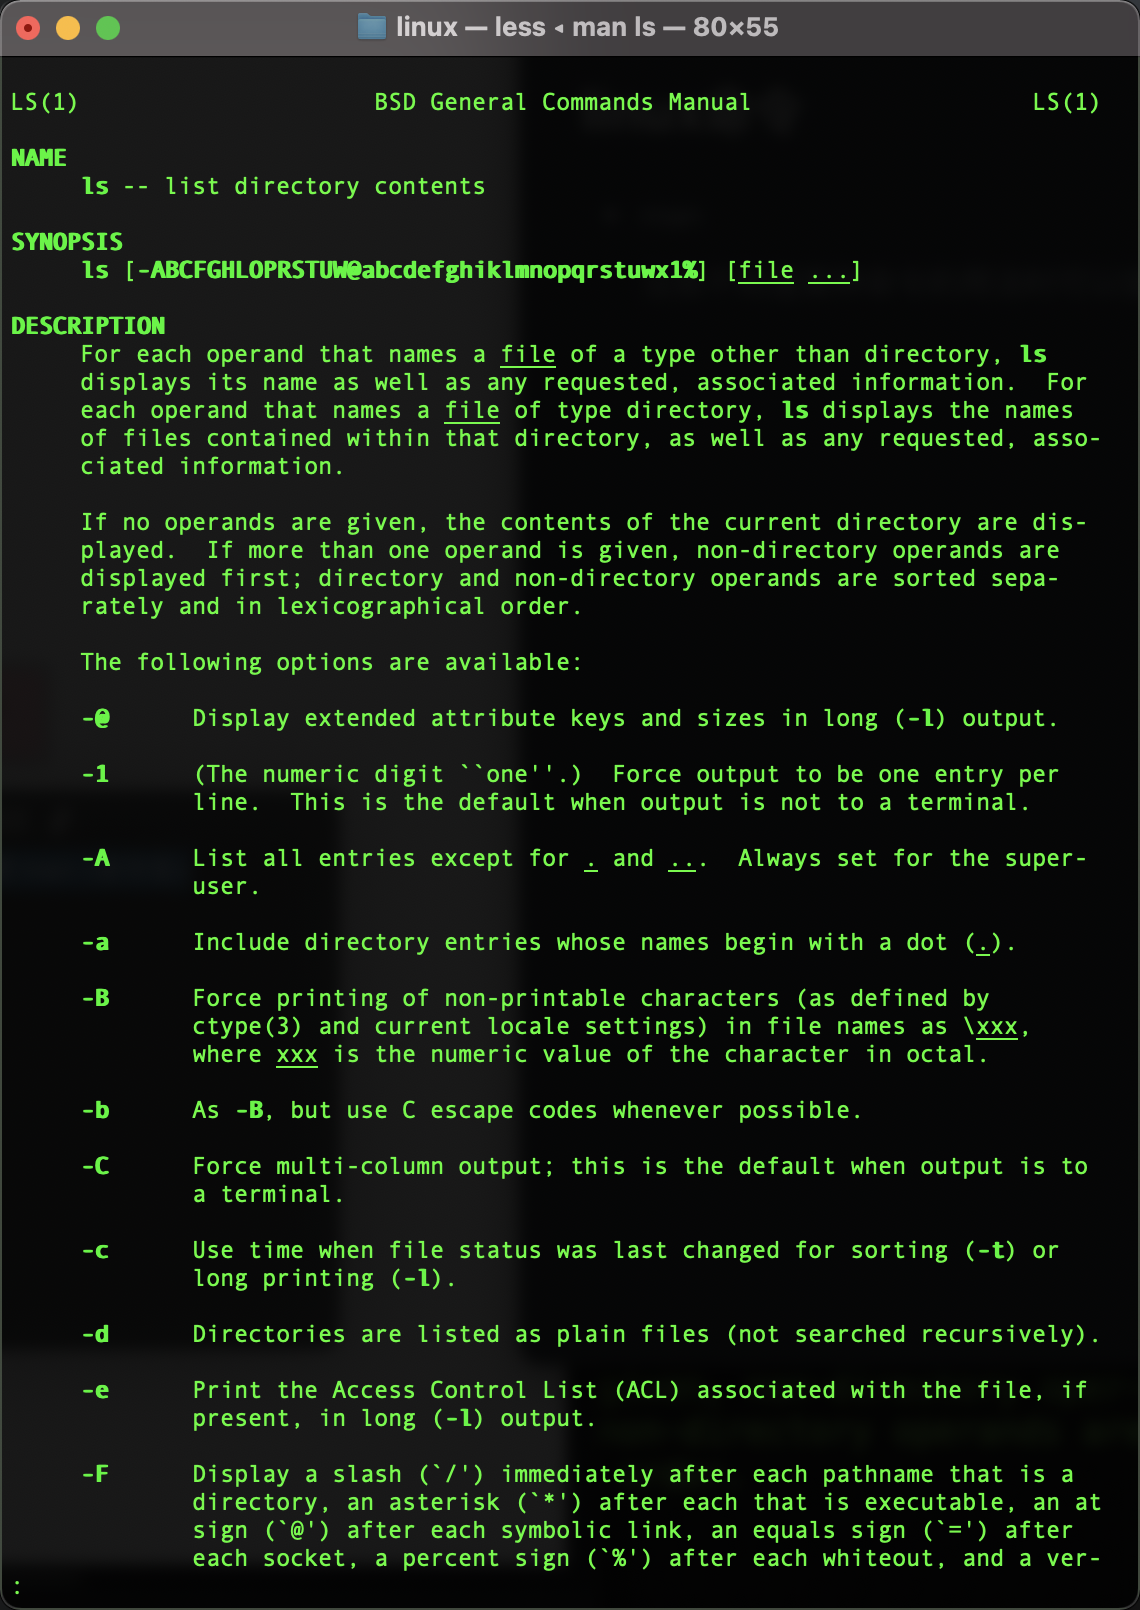 linux — less ◂ man ls — 80×55
LS(1)                     BSD General Commands Manual                    LS(1)
NAME
     ls -- list directory contents
SYNOPSIS
     ls [-ABCFGHLOPRSTUW@abcdefghiklmnopqrstuwx1%] [file ...]
DESCRIPTION
     For each operand that names a file of a type other than directory, ls
     displays its name as well as any requested, associated information.  For
     each operand that names a file of type directory, ls displays the names
     of files contained within that directory, as well as any requested, asso-
     ciated information.
     If no operands are given, the contents of the current directory are dis-
     played.  If more than one operand is given, non-directory operands are
     displayed first; directory and non-directory operands are sorted sepa-
     rately and in lexicographical order.
     The following options are available:
     -@      Display extended attribute keys and sizes in long (-l) output.
     -1      (The numeric digit ``one''.)  Force output to be one entry per
             line.  This is the default when output is not to a terminal.
     -A      List all entries except for . and ...  Always set for the super-
             user.
     -a      Include directory entries whose names begin with a dot (.).
     -B      Force printing of non-printable characters (as defined by
             ctype(3) and current locale settings) in file names as \xxx,
             where xxx is the numeric value of the character in octal.
     -b      As -B, but use C escape codes whenever possible.
     -C      Force multi-column output; this is the default when output is to
             a terminal.
     -c      Use time when file status was last changed for sorting (-t) or
             long printing (-l).
     -d      Directories are listed as plain files (not searched recursively).
     -e      Print the Access Control List (ACL) associated with the file, if
             present, in long (-l) output.
     -F      Display a slash (`/') immediately after each pathname that is a
             directory, an asterisk (`*') after each that is executable, an at
             sign (`@') after each symbolic link, an equals sign (`=') after
             each socket, a percent sign (`%') after each whiteout, and a ver-
: